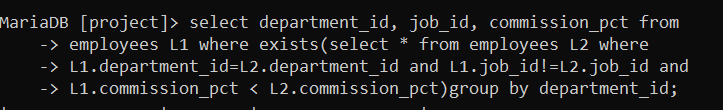 MariaDB [project]> select department_id, job_id, commission_pct from
-> employees L1 where exists(select * from employees L2 where
-> L1.department_id=L2.department_id and L1.job_id!=L2.job_id and
-> L1.commission_pct < L2.commission_pct)group by department_id;